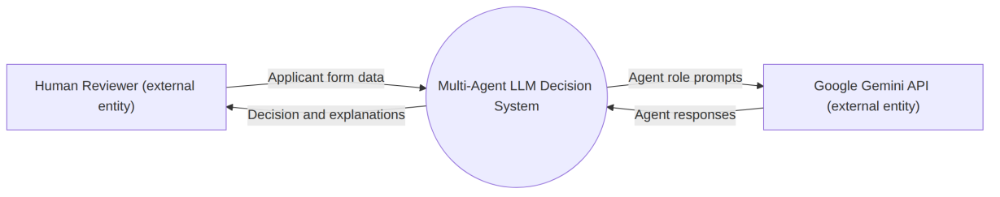 Human Reviewer (external
entity)
Applicant form data
Decision and explanations
Multi-Agent LLM Decision
System
Agent role prompts
Agent responses
Google Gemini API
(external entity)